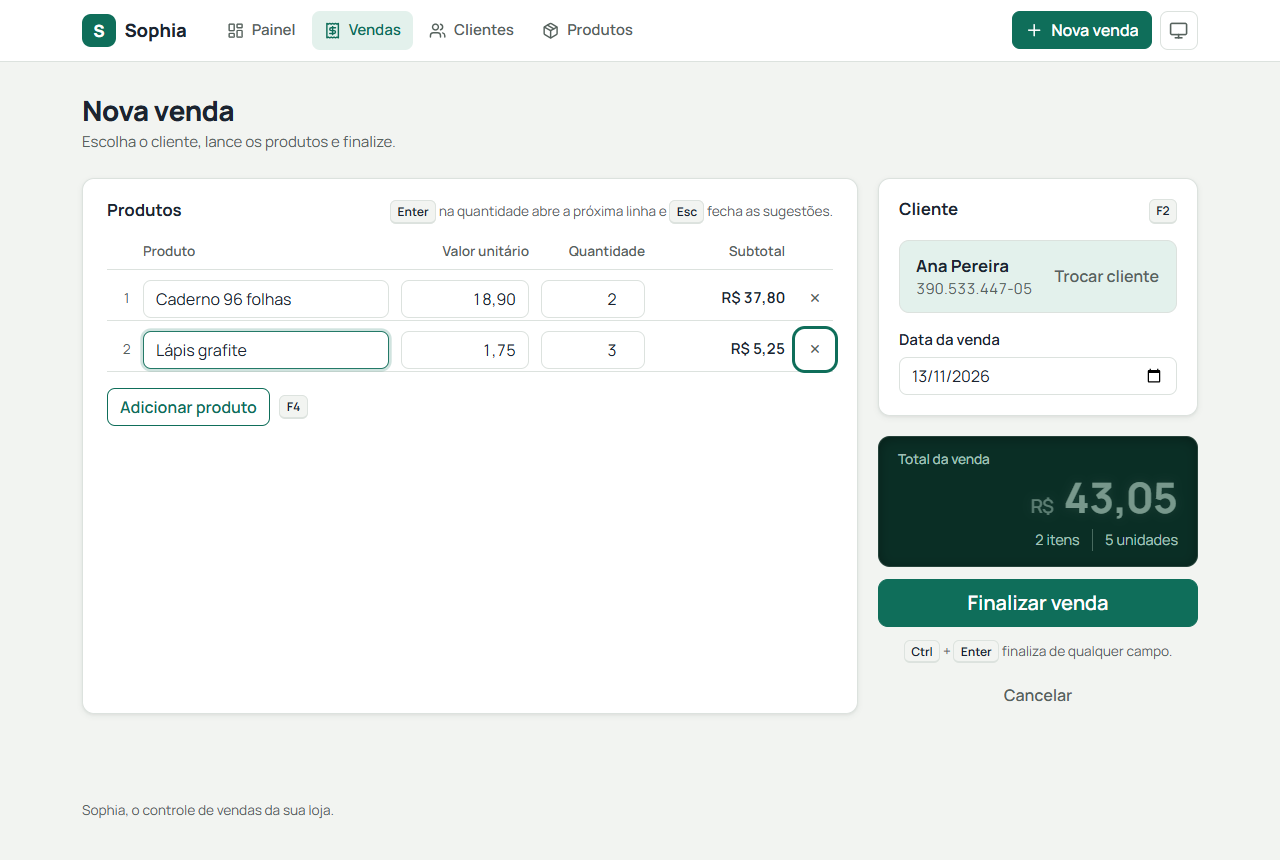 S Sophia Painel Vendas Clientes Produtos + Nova venda
Nova venda
Escolha o cliente, lance os produtos e finalize.
Produtos Enter na quantidade abre a próxima linha e Esc fecha as sugestões.
Produto Valor unitário Quantidade Subtotal
1 Caderno 96 folhas 18,90 2 R$ 37,80 ×
2 Lápis grafite 1,75 3 R$ 5,25 ×
Adicionar produto F4
Cliente F2
Ana Pereira
390.533.447-05
Trocar cliente
Data da venda
13/11/2026
Total da venda
R$ 43,05
2 itens 5 unidades
Finalizar venda
Ctrl + Enter finaliza de qualquer campo.
Cancelar
Sophia, o controle de vendas da sua loja.